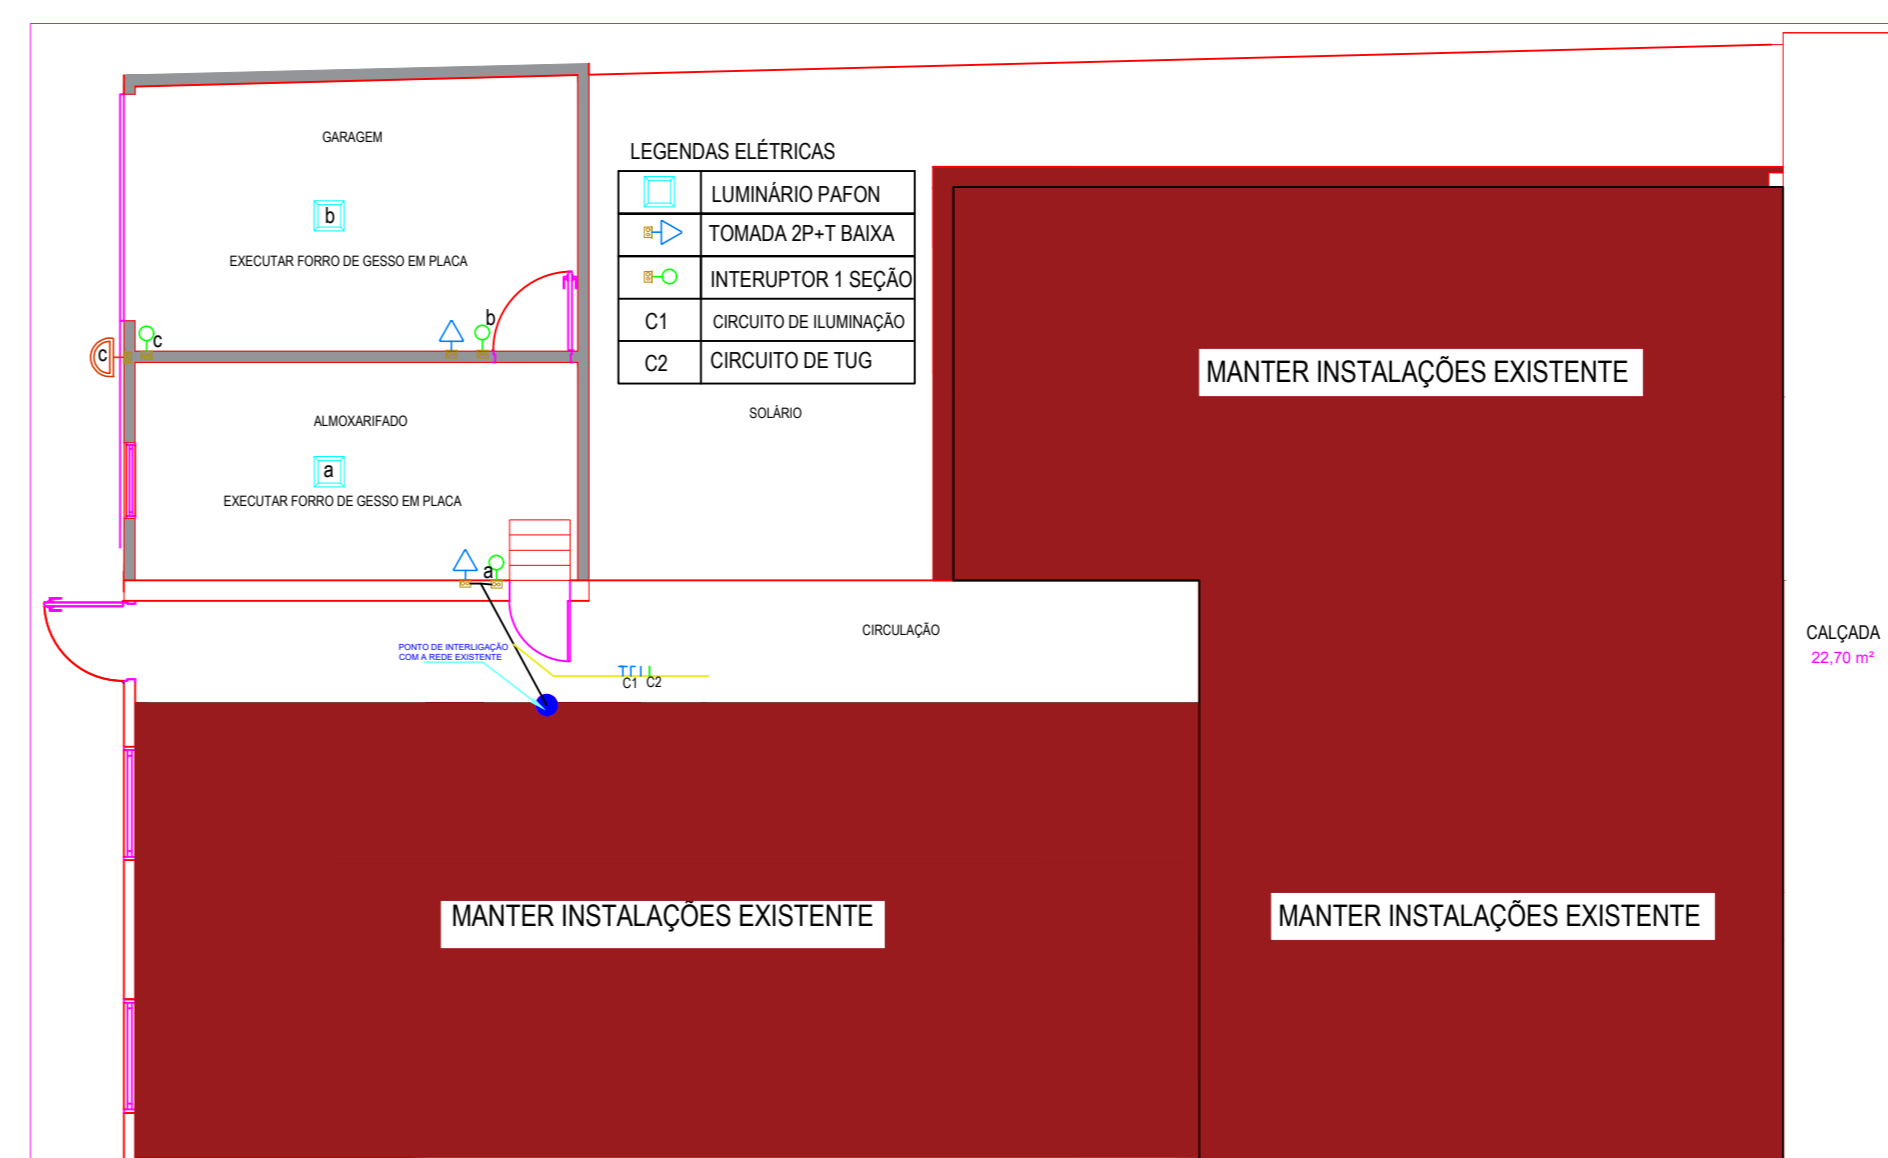 GARAGEM
b
EXECUTAR FORRO DE GESSO EM PLACA
b
c
c
ALMOXARIFADO
a
EXECUTAR FORRO DE GESSO EM PLACA
a
LEGENDAS ELÉTRICAS
LUMINÁRIO PAFON
TOMADA 2P+T BAIXA
INTERUPTOR 1 SEÇÃO
C1 CIRCUITO DE ILUMINAÇÃO
C2 CIRCUITO DE TUG
SOLÁRIO
MANTER INSTALAÇÕES EXISTENTE
CIRCULAÇÃO
PONTO DE INTERLIGAÇÃO
COM A REDE EXISTENTE
C1 C2
CALÇADA
22,70 m²
MANTER INSTALAÇÕES EXISTENTE
MANTER INSTALAÇÕES EXISTENTE